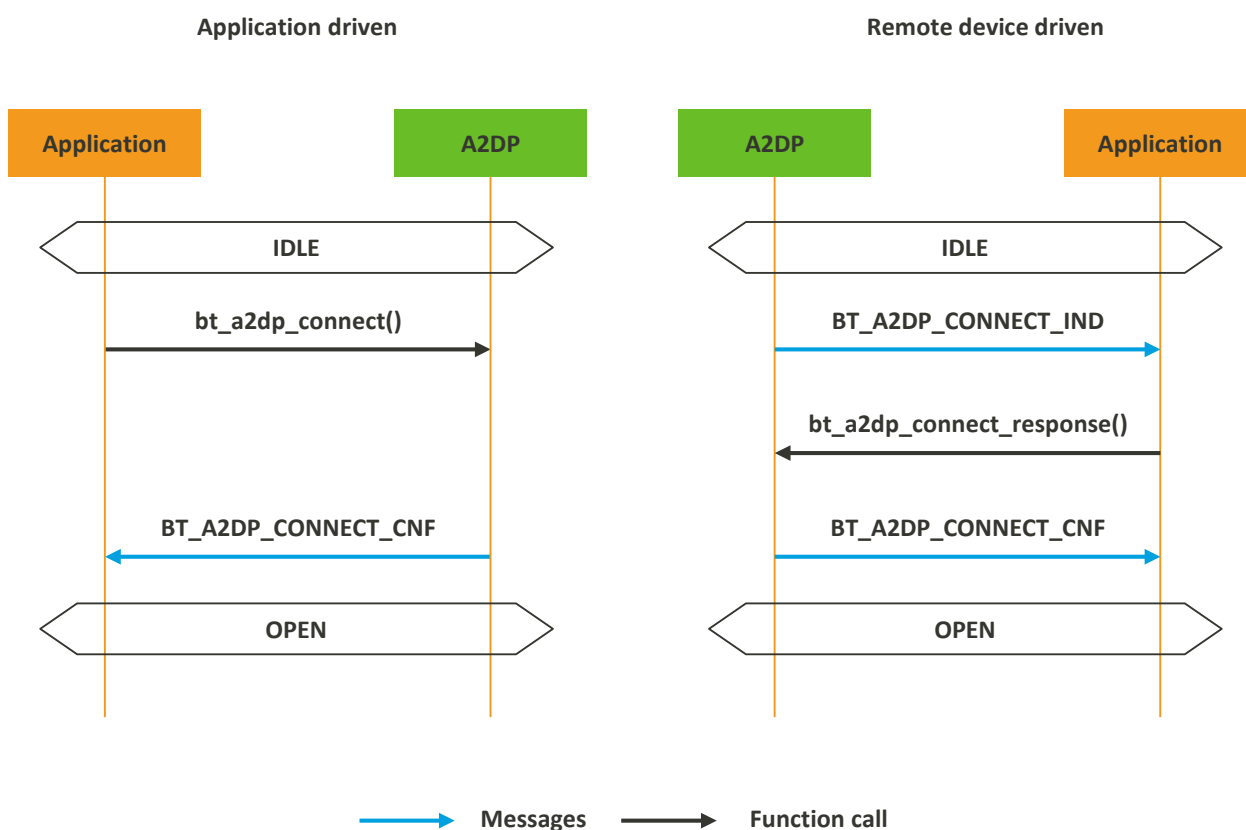 Application driven
Remote device driven
Application
A2DP
A2DP
Application
IDLE
IDLE
bt_a2dp_connect()
BT_A2DP_CONNECT_IND
bt_a2dp_connect_response()
BT_A2DP_CONNECT_CNF
BT_A2DP_CONNECT_CNF
OPEN
OPEN
Messages
Function call